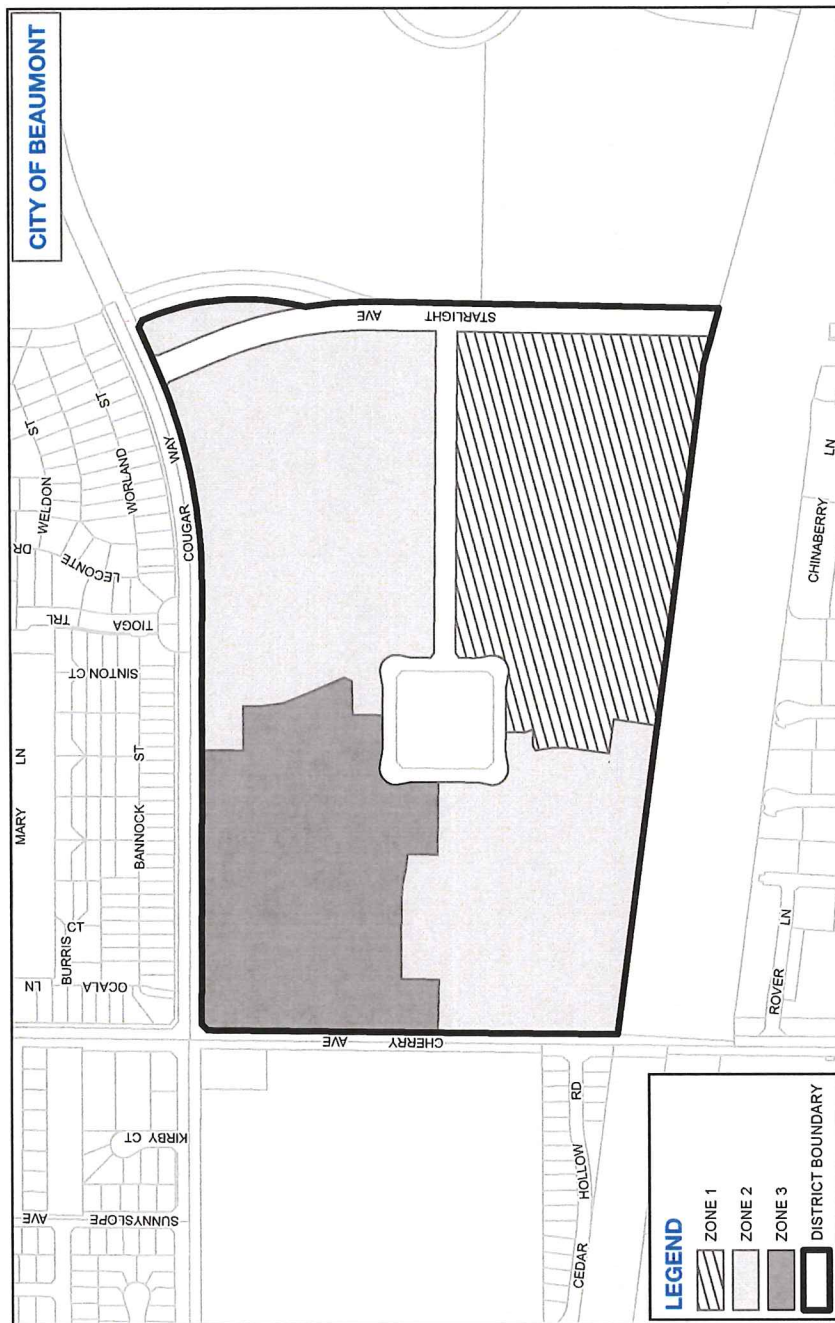 CITY OF BEAUMONT
MARY LN
WELDON ST
WORLAND ST
LECONTE DR
TIOGA TRL
SINTON CT
BANNOCK ST
BURRIS CT
OCALA LN
KIRBY CT
SUNNYSLOPE AVE
COUGAR WAY
STARLIGHT AVE
CHERRY AVE
CEDAR HOLLOW RD
CHINABERRY LN
ROVER LN
LEGEND
ZONE 1
ZONE 2
ZONE 3
DISTRICT BOUNDARY